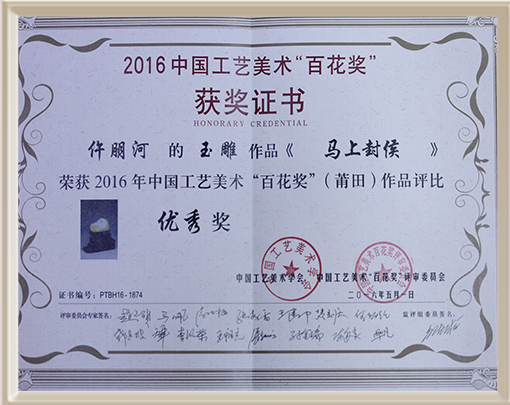 2016中国工艺美术“百花奖”
获奖证书
HONORARY CREDENTIAL
仵朋河 的 玉雕 作品《 马上封侯 》
荣获2016年中国工艺美术“百花奖”(莆田)作品评比
优秀 奖
中国工艺美术学会 中国工艺美术“百花奖”评审委员会
证书编号:PTBH16-1874
二〇一六年五月一日
评审委员会专家签名: 监评组委员签名: